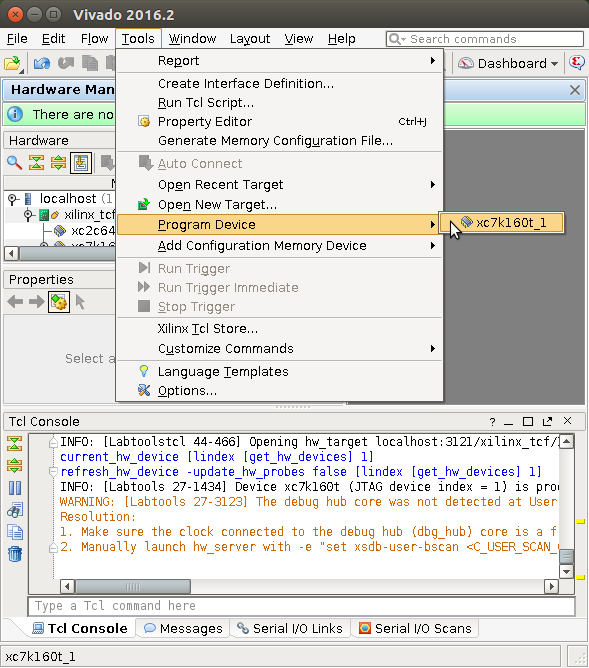 Vivado 2016.2
File Edit Flow Tools Window Layout View Help
Search commands
Dashboard
Hardware Man
There are no
Hardware
localhost (1
xilinx_tcf
xc2c64
xc7k16
Report
Create Interface Definition...
Run Tcl Script...
Property Editor Ctrl+J
Generate Memory Configuration File...
Auto Connect
Open Recent Target
Open New Target...
Program Device
xc7k160t_1
Add Configuration Memory Device
Run Trigger
Run Trigger Immediate
Stop Trigger
Xilinx Tcl Store...
Customize Commands
Language Templates
Options...
Properties
Select a
Tcl Console
INFO: [Labtoolstcl 44-466] Opening hw_target localhost:3121/xilinx_tcf/
current_hw_device [lindex [get_hw_devices] 1]
refresh_hw_device -update_hw_probes false [lindex [get_hw_devices] 1]
INFO: [Labtools 27-1434] Device xc7k160t (JTAG device index = 1) is pro
WARNING: [Labtools 27-3123] The debug hub core was not detected at User
Resolution:
1. Make sure the clock connected to the debug hub (dbg_hub) core is a f
2. Manually launch hw_server with -e "set xsdb-user-bscan <C_USER_SCAN_
Type a Tcl command here
Tcl Console Messages Serial I/O Links Serial I/O Scans
xc7k160t_1